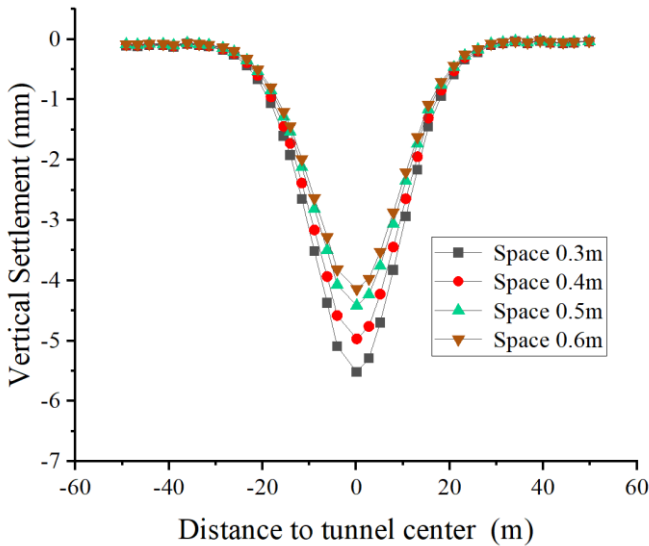 0
-1
-2
-3
-4
-5
-6
-7
Vertical Settlement (mm)
Space 0.3m
Space 0.4m
Space 0.5m
Space 0.6m
-60
-40
-20
0
20
40
60
Distance to tunnel center (m)